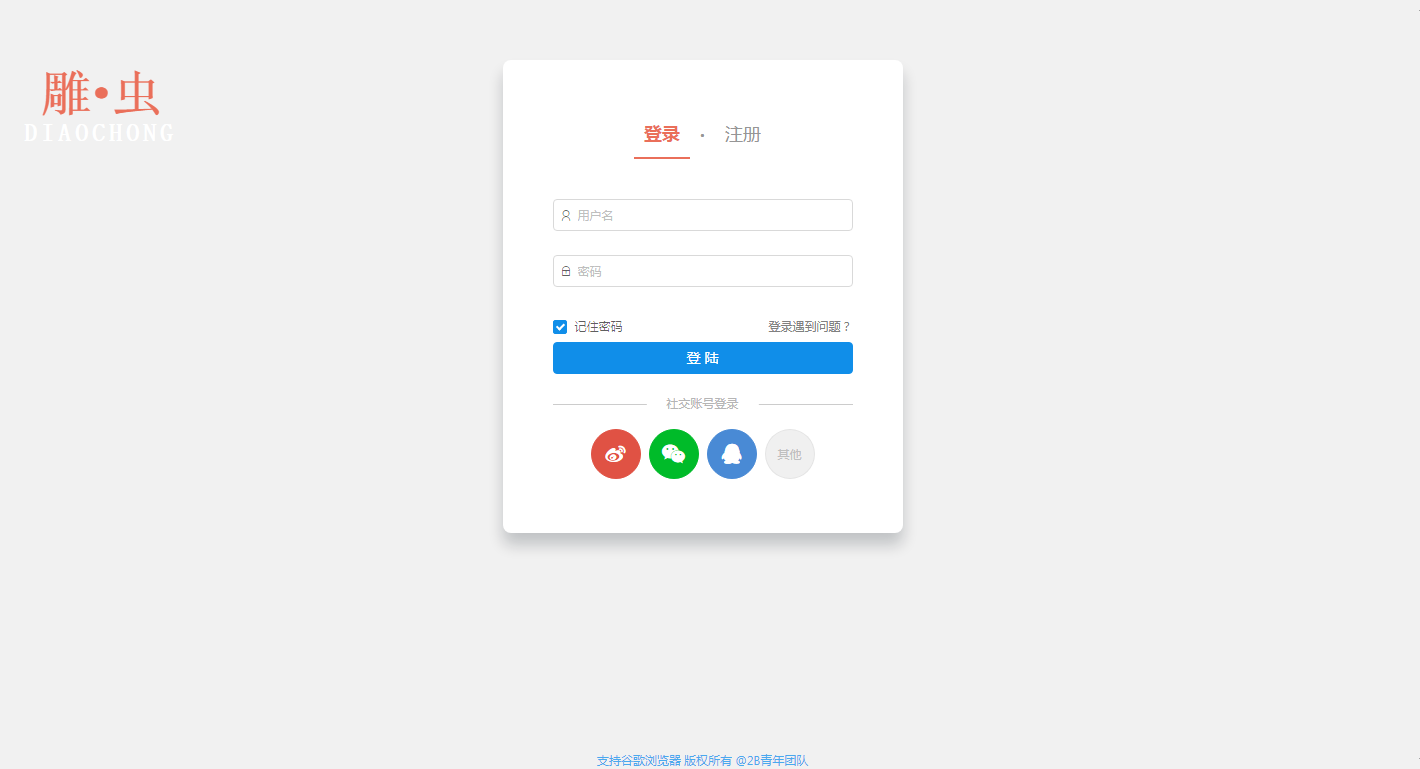 雕·虫
DIAOCHONG
登录 · 注册
用户名
密码
记住密码 登录遇到问题？
登 陆
社交账号登录
其他
支持谷歌浏览器 版权所有 @2B青年团队